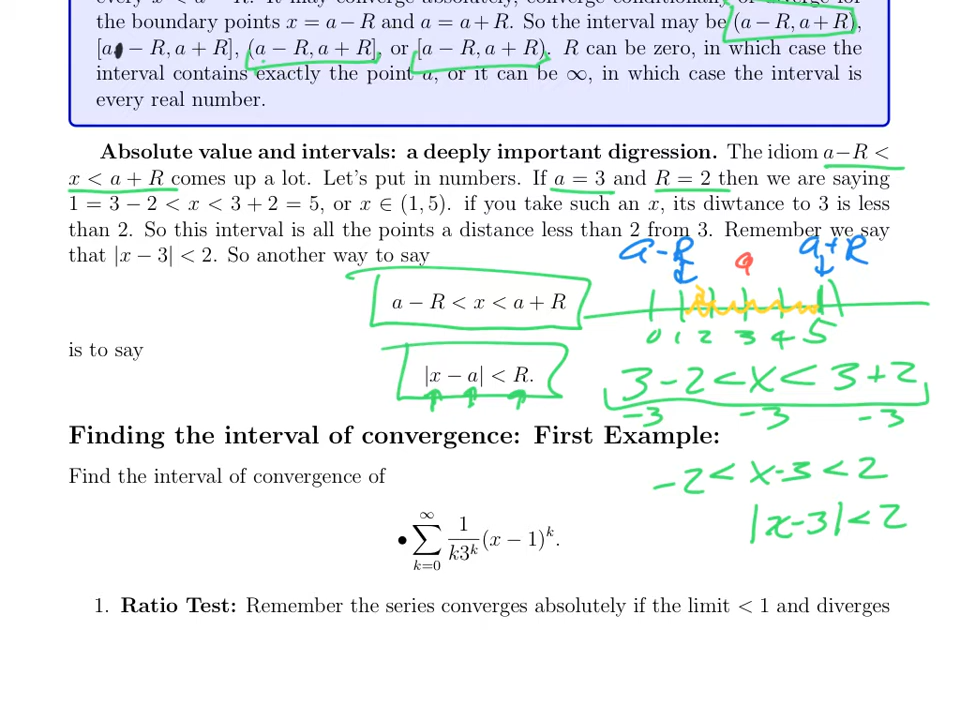 the boundary points x = a − R and a = a + R. So the interval may be (a − R, a + R),
[a − R, a + R], (a − R, a + R], or [a − R, a + R). R can be zero, in which case the
interval contains exactly the point a, or it can be ∞, in which case the interval is
every real number.
Absolute value and intervals: a deeply important digression. The idiom a−R <
x < a + R comes up a lot. Let's put in numbers. If a = 3 and R = 2 then we are saying
1 = 3 − 2 < x < 3 + 2 = 5, or x ∈ (1, 5). if you take such an x, its diwtance to 3 is less
than 2. So this interval is all the points a distance less than 2 from 3. Remember we say
that |x − 3| < 2. So another way to say
a-R a a+R
a − R < x < a + R
0 1 2 3 4 5
is to say
|x − a| < R.
3-2<x<3+2
-3 -3 -3
Finding the interval of convergence: First Example:
Find the interval of convergence of
-2<x-3<2
|x-3|<2
• ∑_{k=0}^{∞} \frac{1}{k3^k}(x − 1)^k.
1. Ratio Test: Remember the series converges absolutely if the limit < 1 and diverges